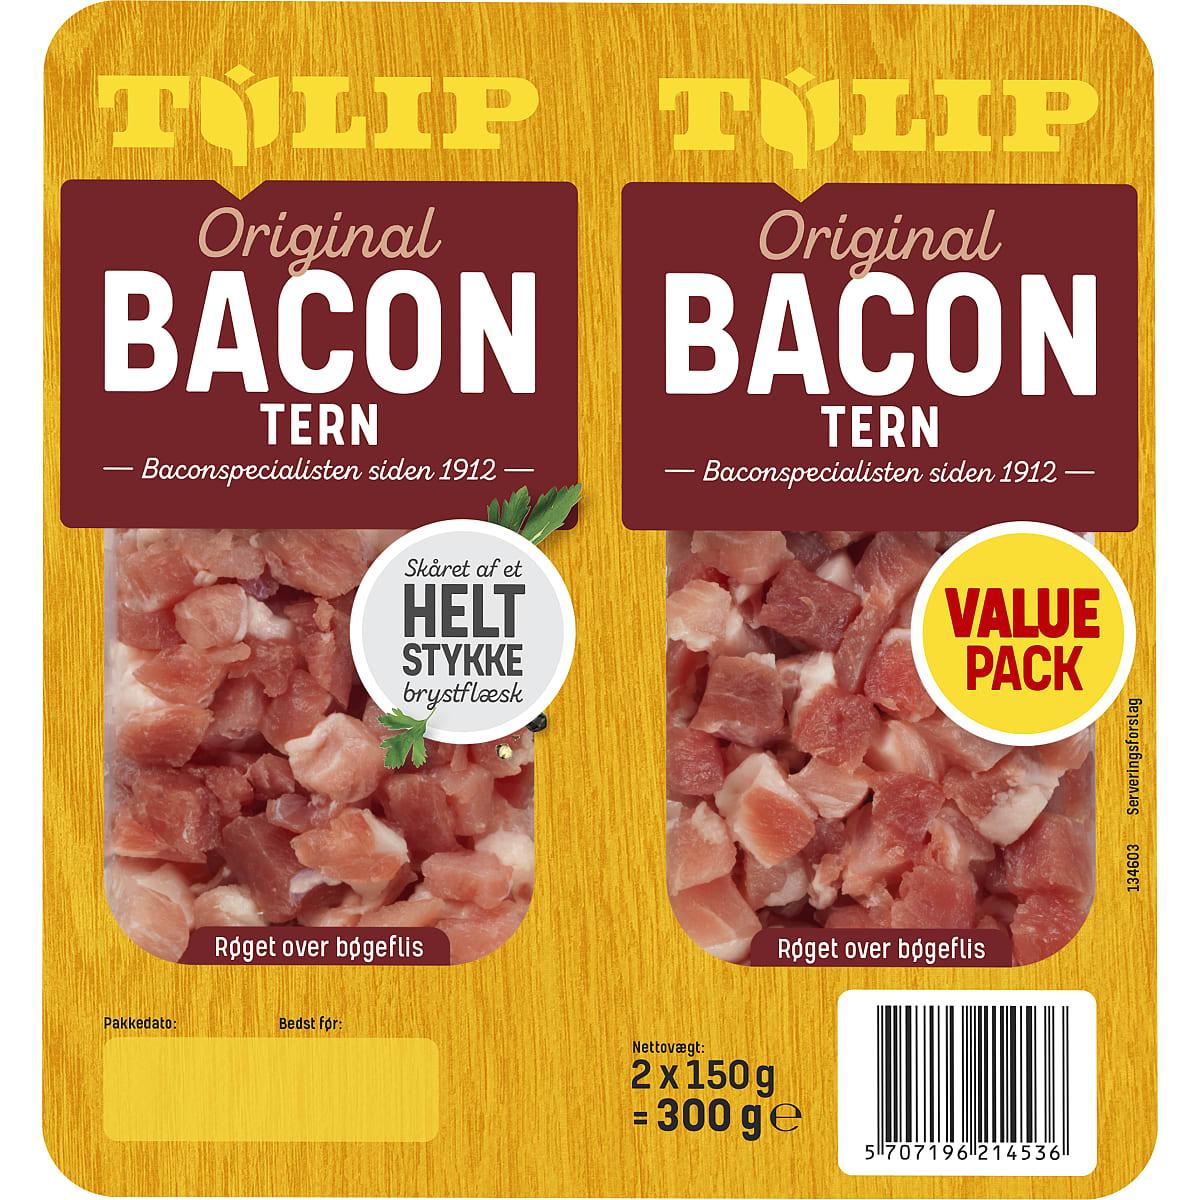 TULIP
Original
BACON
TERN
Baconspecialisten siden 1912
Skåret af et
HELT
STYKKE
brystflæsk
Røget over bøgeflis
Pakkedato:
Bedst før:
TULIP
Original
BACON
TERN
Baconspecialisten siden 1912
VALUE
PACK
Røget over bøgeflis
134603 Serveringsforslag
Nettovægt:
2 x 150 g
= 300 g ℮
5 707196 214536